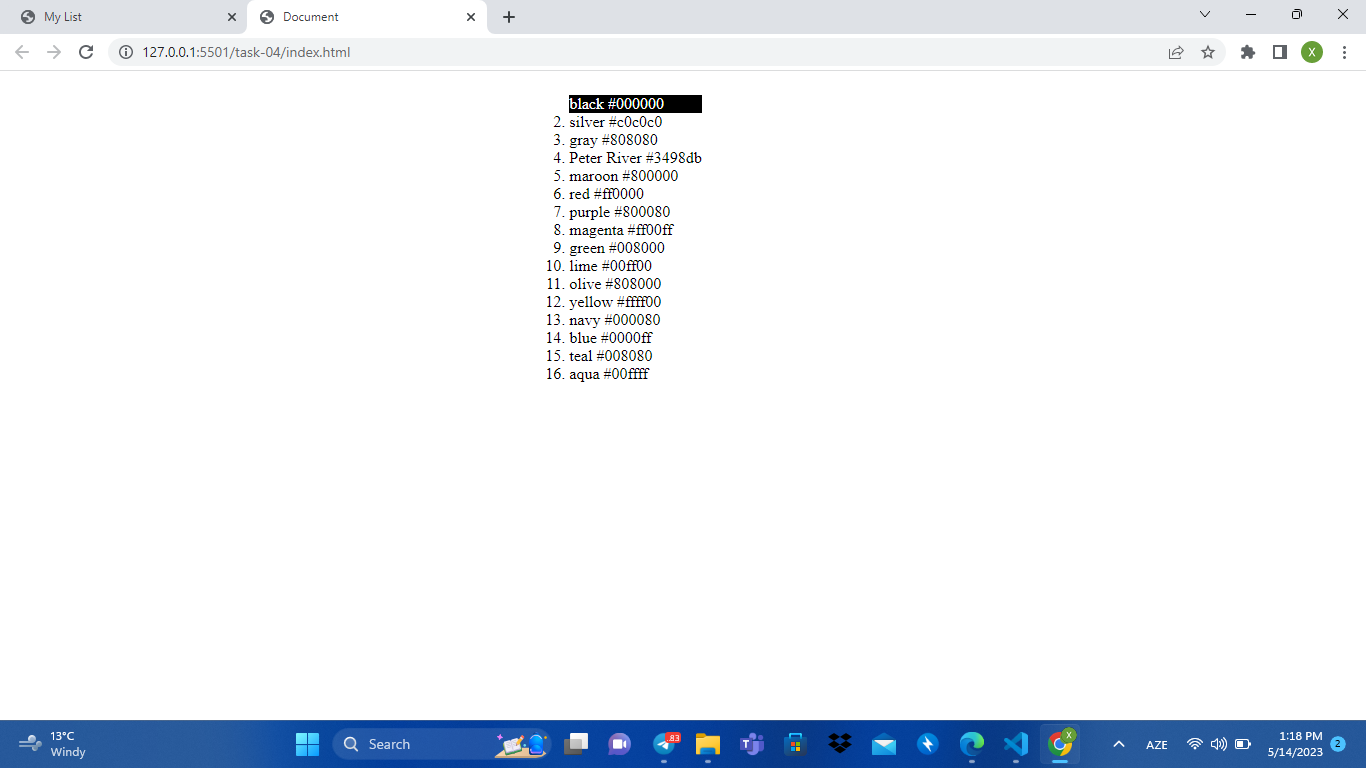 My List
Document
127.0.0.1:5501/task-04/index.html
X
black #000000
2. silver #c0c0c0
3. gray #808080
4. Peter River #3498db
5. maroon #800000
6. red #ff0000
7. purple #800080
8. magenta #ff00ff
9. green #008000
10. lime #00ff00
11. olive #808000
12. yellow #ffff00
13. navy #000080
14. blue #0000ff
15. teal #008080
16. aqua #00ffff
13°C
Windy
Search
83
X
AZE
1:18 PM
5/14/2023
2